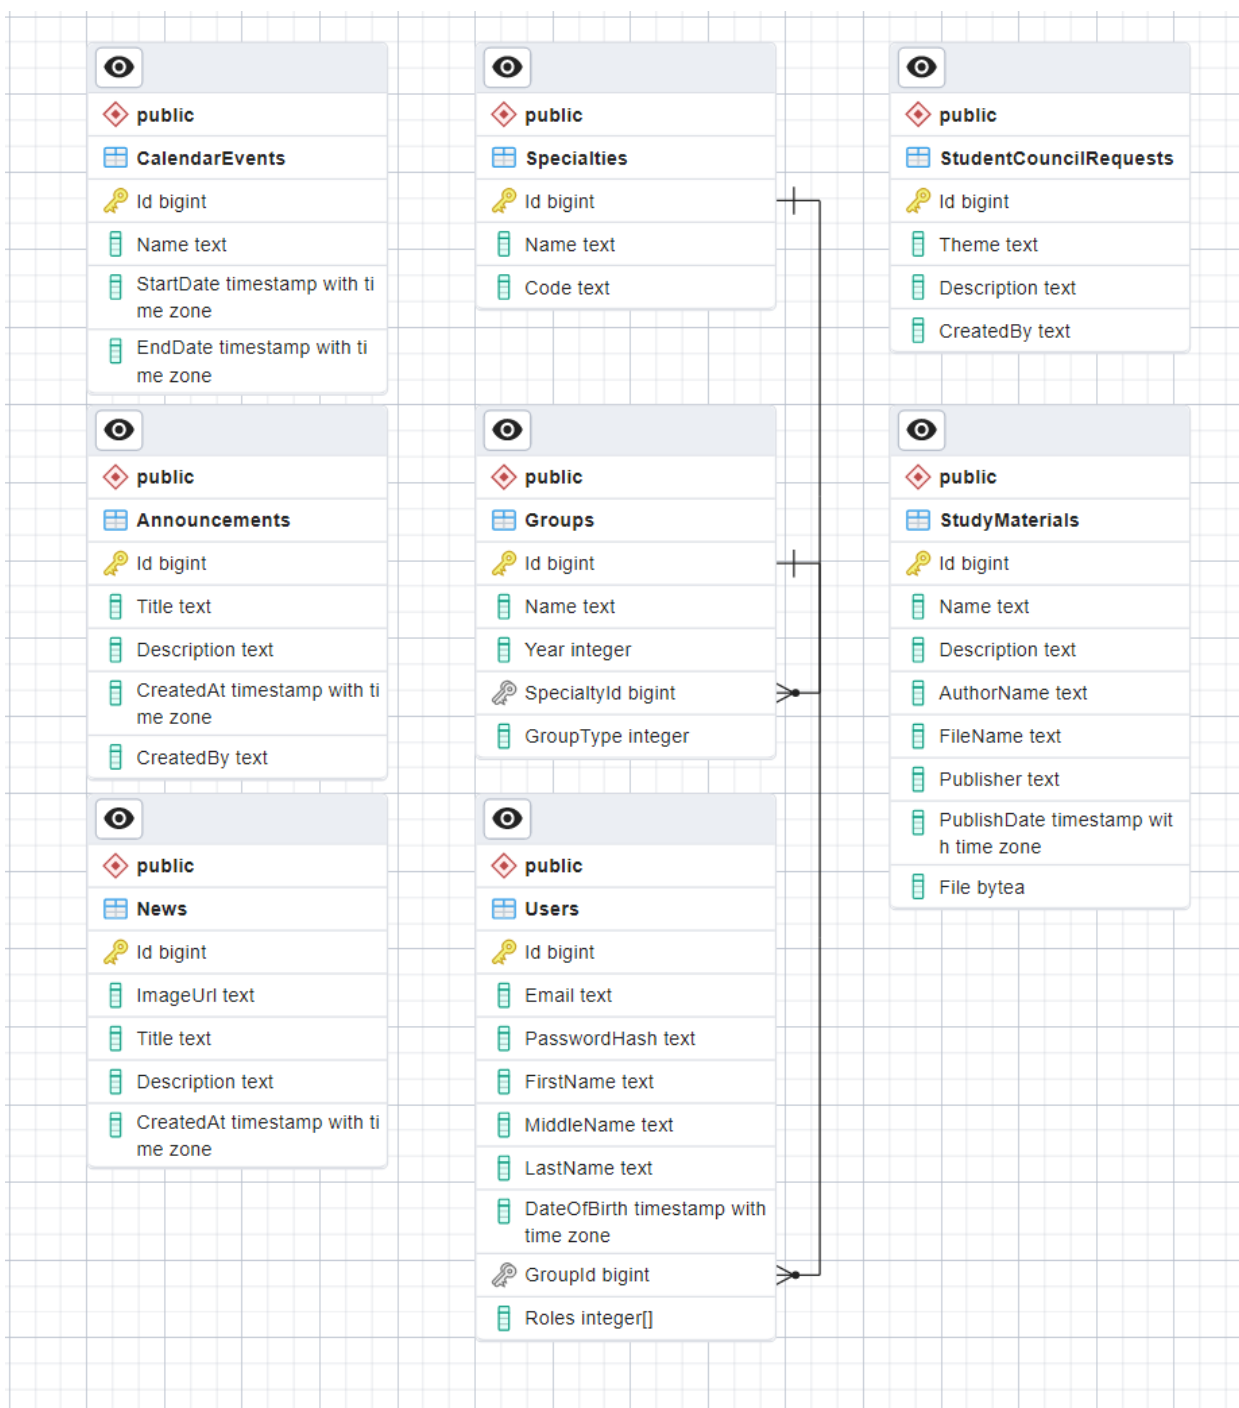 public
CalendarEvents
Id bigint
Name text
StartDate timestamp with ti
me zone
EndDate timestamp with ti
me zone
public
Specialties
Id bigint
Name text
Code text
public
StudentCouncilRequests
Id bigint
Theme text
Description text
CreatedBy text
public
Announcements
Id bigint
Title text
Description text
CreatedAt timestamp with ti
me zone
CreatedBy text
public
Groups
Id bigint
Name text
Year integer
SpecialtyId bigint
GroupType integer
public
StudyMaterials
Id bigint
Name text
Description text
AuthorName text
FileName text
Publisher text
PublishDate timestamp wit
h time zone
File bytea
public
News
Id bigint
ImageUrl text
Title text
Description text
CreatedAt timestamp with ti
me zone
public
Users
Id bigint
Email text
PasswordHash text
FirstName text
MiddleName text
LastName text
DateOfBirth timestamp with
time zone
GroupId bigint
Roles integer[]